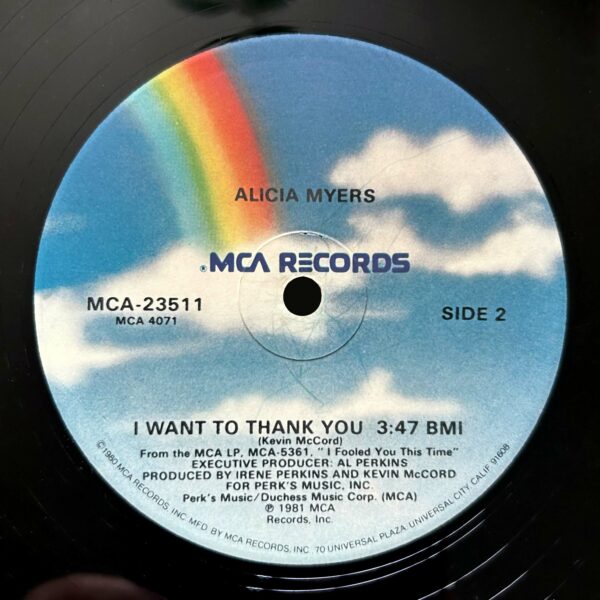 ALICIA MYERS
®MCA RECORDS
MCA-23511
MCA 4071
SIDE 2
I WANT TO THANK YOU 3:47 BMI
(Kevin McCord)
From the MCA LP, MCA-5361, "I Fooled You This Time"
EXECUTIVE PRODUCER: AL PERKINS
PRODUCED BY IRENE PERKINS AND KEVIN McCORD
FOR PERK'S MUSIC, INC.
Perk's Music/Duchess Music Corp. (MCA)
℗ 1981 MCA
Records, Inc.
©1980 MCA RECORDS, INC. MFD BY MCA RECORDS, INC. 70 UNIVERSAL PLAZA, UNIVERSAL CITY, CALIF. 91608